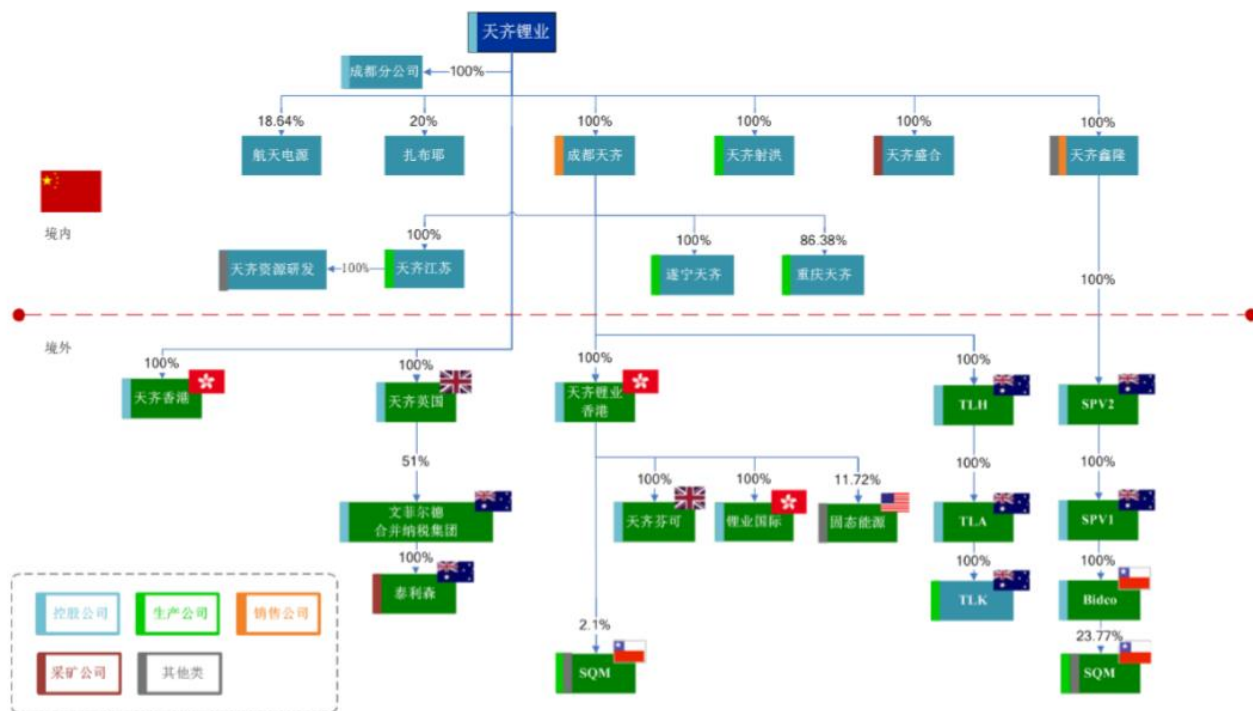 天齐锂业
成都分公司
100%
18.64%
20%
100%
100%
100%
100%
航天电源
扎布耶
成都天齐
天齐射洪
天齐盛合
天齐鑫隆
境内
100%
100%
86.38%
天齐资源研发
100%
天齐江苏
遂宁天齐
重庆天齐
100%
境外
100%
100%
100%
100%
100%
天齐香港
天齐英国
天齐锂业
香港
TLH
SPV2
51%
100%
100%
11.72%
100%
100%
文菲尔德
合并纳税集团
天齐芬可
锂业国际
固态能源
TLA
SPV1
100%
100%
100%
泰利森
TLK
Bidco
2.1%
23.77%
SQM
SQM
控股公司
生产公司
销售公司
采矿公司
其他类